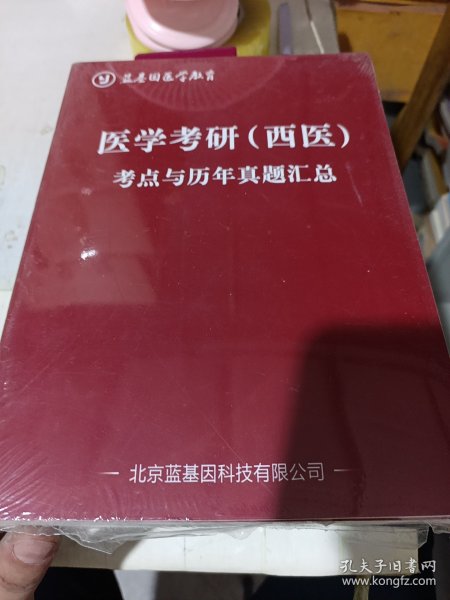 蓝基因医学教育
医学考研（西医）
考点与历年真题汇总
北京蓝基因科技有限公司
孔夫子旧书网
www.kongfz.com